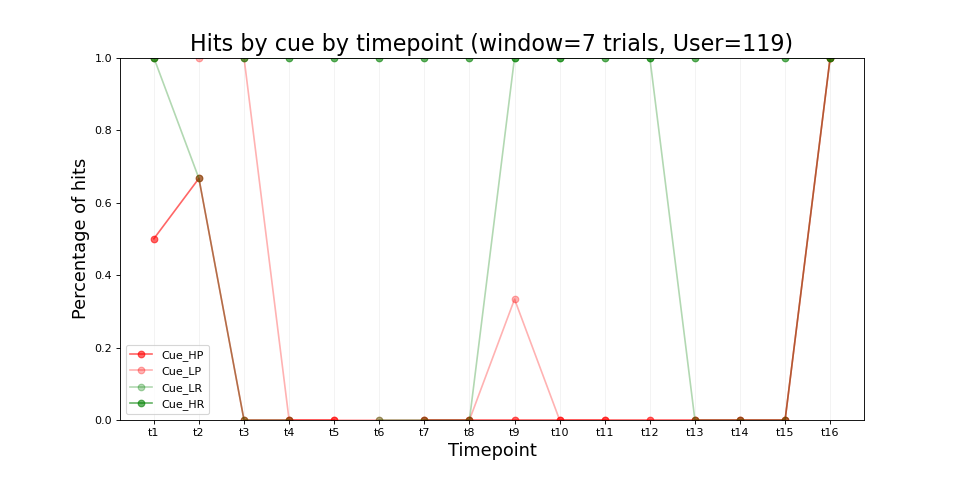 Hits by cue by timepoint (window=7 trials, User=119)
Percentage of hits
1.0
0.8
0.6
0.4
0.2
0.0
Cue_HP
Cue_LP
Cue_LR
Cue_HR
t1 t2 t3 t4 t5 t6 t7 t8 t9 t10 t11 t12 t13 t14 t15 t16
Timepoint